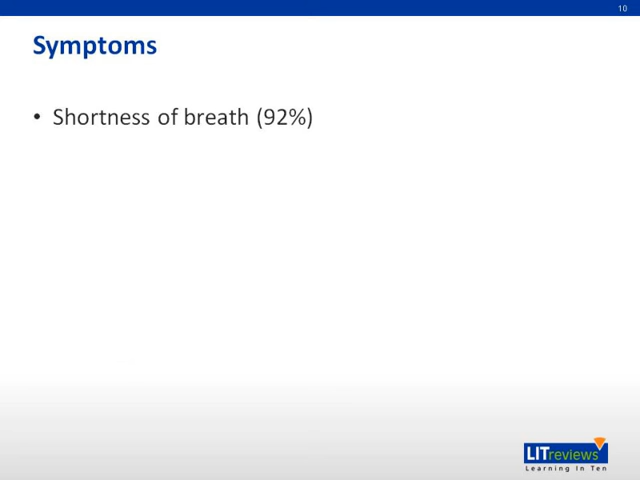 10
Symptoms
• Shortness of breath (92%)
LITreviews
Learning In Ten